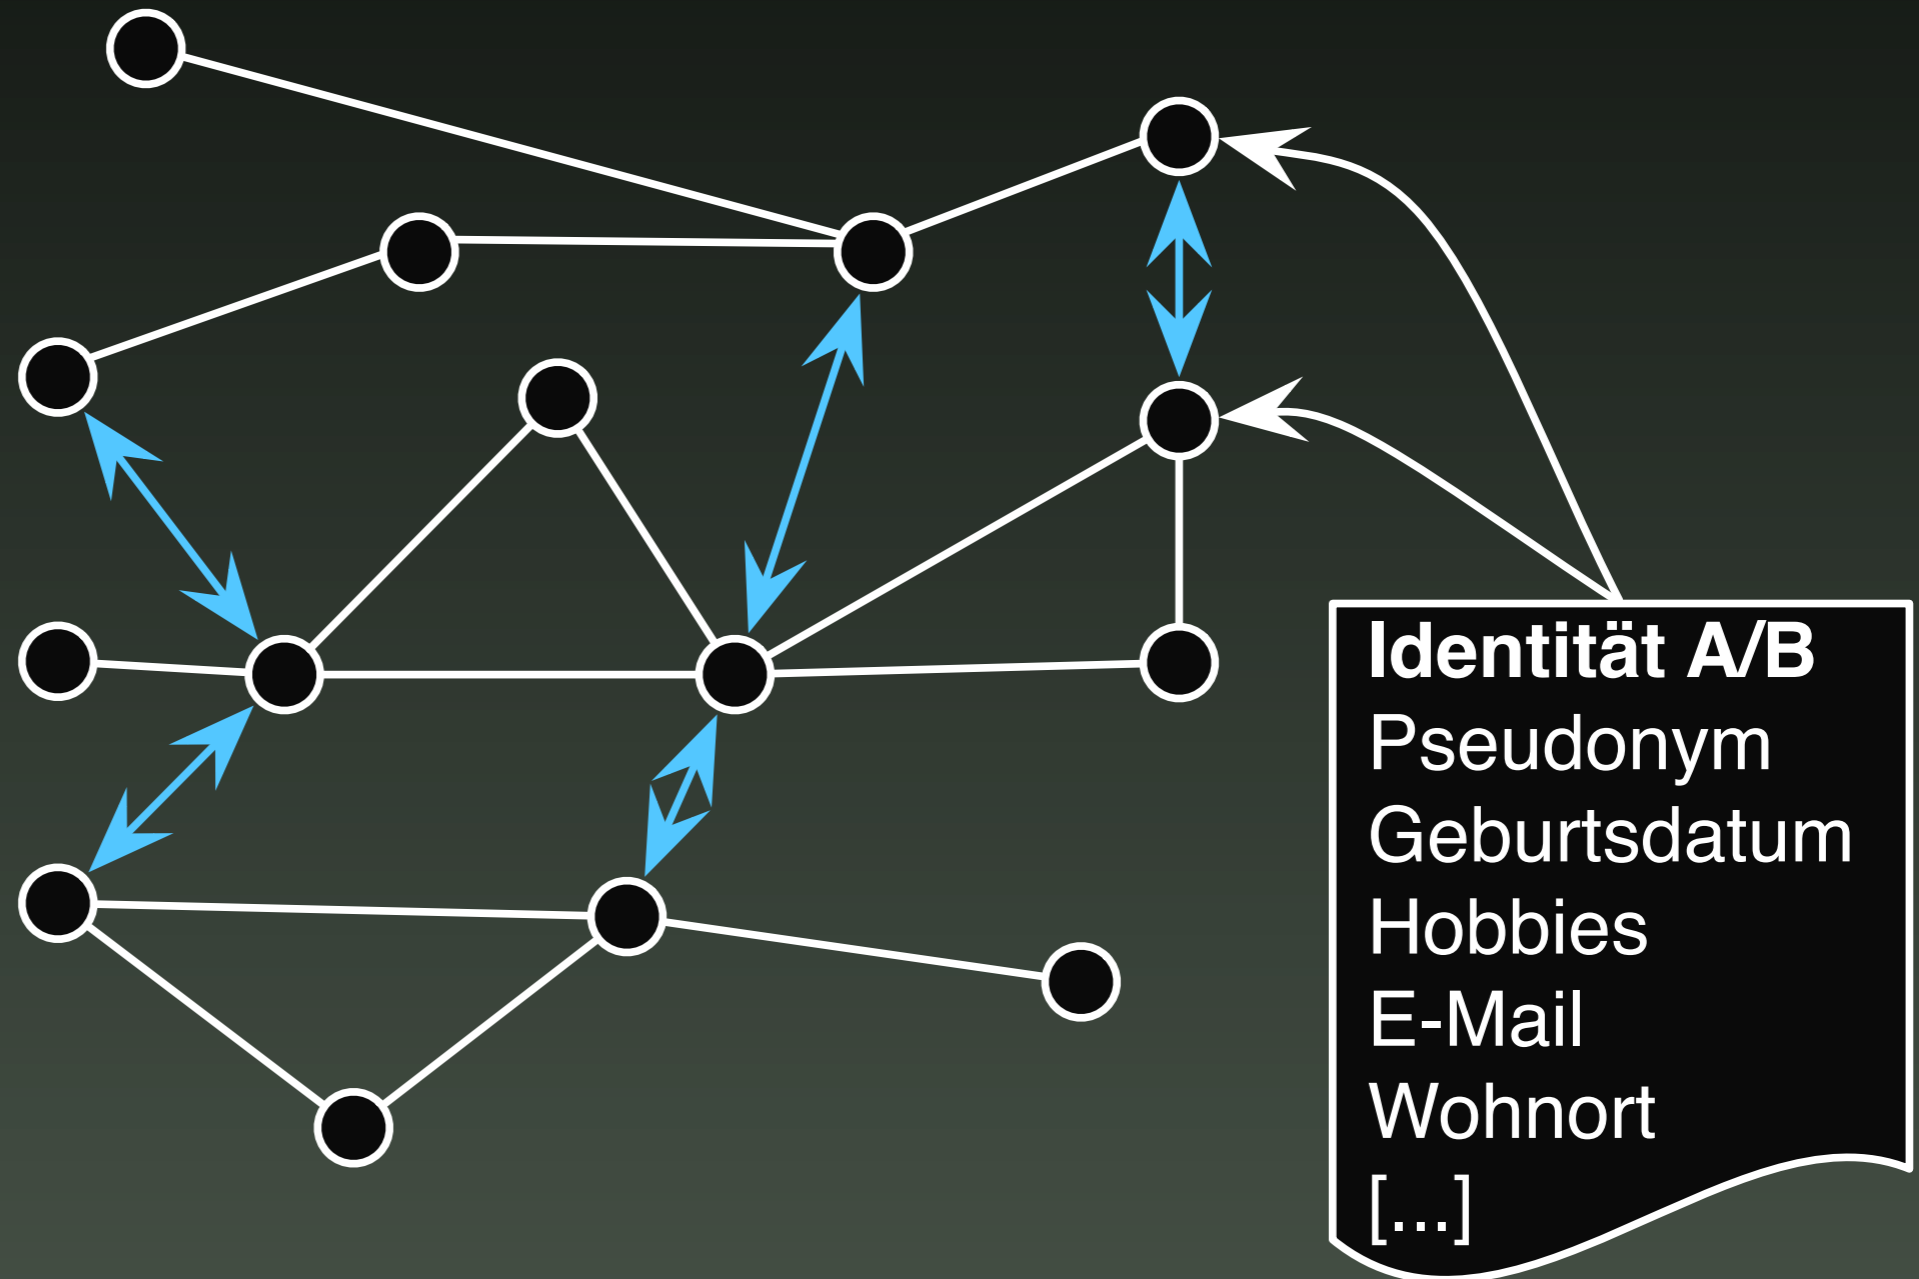 Identität A/B
Pseudonym
Geburtsdatum
Hobbies
E-Mail
Wohnort
[...]